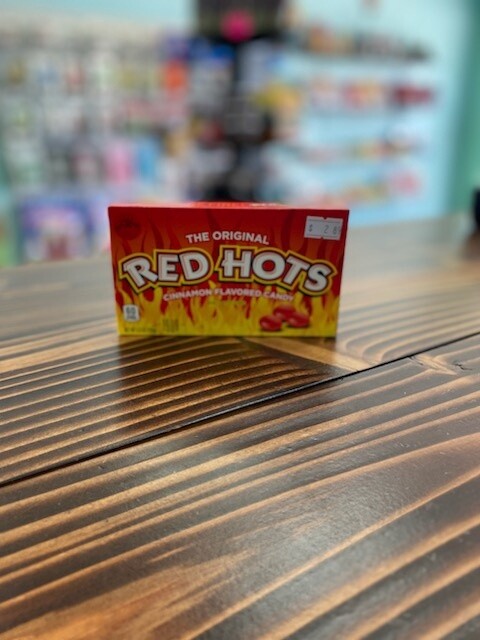 THE ORIGINAL
RED HOTS
CINNAMON FLAVORED CANDY